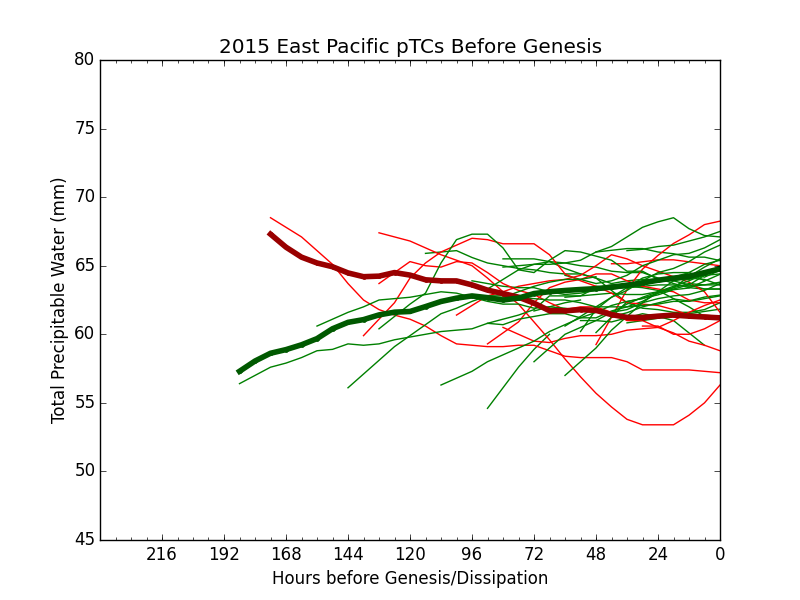 2015 East Pacific pTCs Before Genesis
80
75
70
65
60
55
50
45
Total Precipitable Water (mm)
216 192 168 144 120 96 72 48 24 0
Hours before Genesis/Dissipation